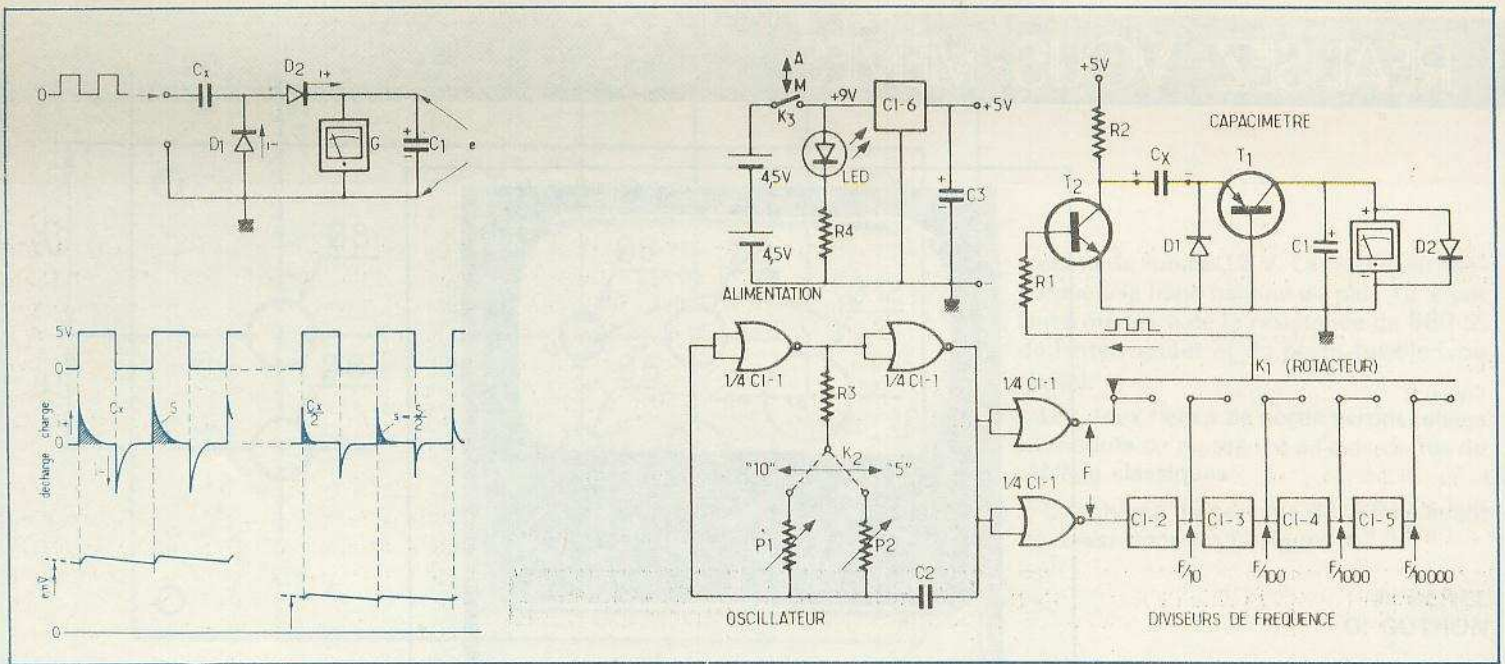 0
Cx
D2
i+
D1
i-
G
+
C1
-
e
A
M
K3
+9V
CI-6
+5V
4,5V
LED
R4
+
C3
-
4,5V
ALIMENTATION
+5V
R2
CAPACIMETRE
T2
+
Cx
-
T1
R1
D1
C1
+
-
+
-
D2
5V
0
decharge
charge
+
0
i-
Cx
S
Cx/2
s = S/2
e mV
0
1/4 CI-1
1/4 CI-1
R3
K2
"10"
"5"
P1
P2
C2
OSCILLATEUR
K1 (ROTACTEUR)
1/4 CI-1
F
1/4 CI-1
CI-2
CI-3
CI-4
CI-5
F/10
F/100
F/1000
F/10000
DIVISEURS DE FREQUENCE